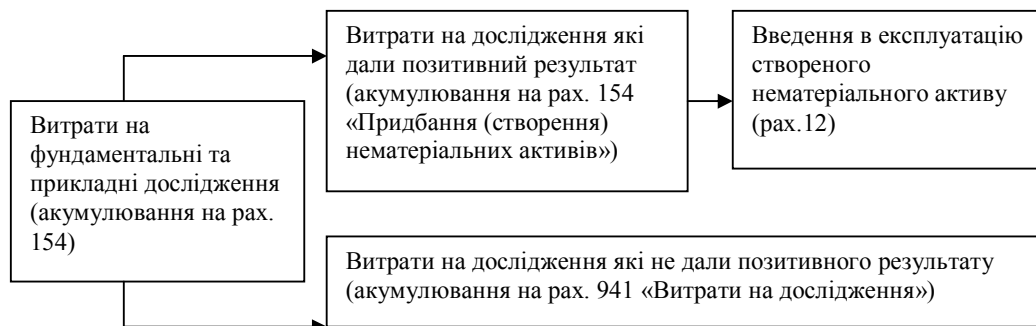 Витрати на
фундаментальні та
прикладні дослідження
(акумулювання на рах.
154)
Витрати на дослідження які
дали позитивний результат
(акумулювання на рах. 154
«Придбання (створення)
нематеріальних активів»)
Введення в експлуатацію
створеного
нематеріального активу
(рах.12)
Витрати на дослідження які не дали позитивного результату
(акумулювання на рах. 941 «Витрати на дослідження»)